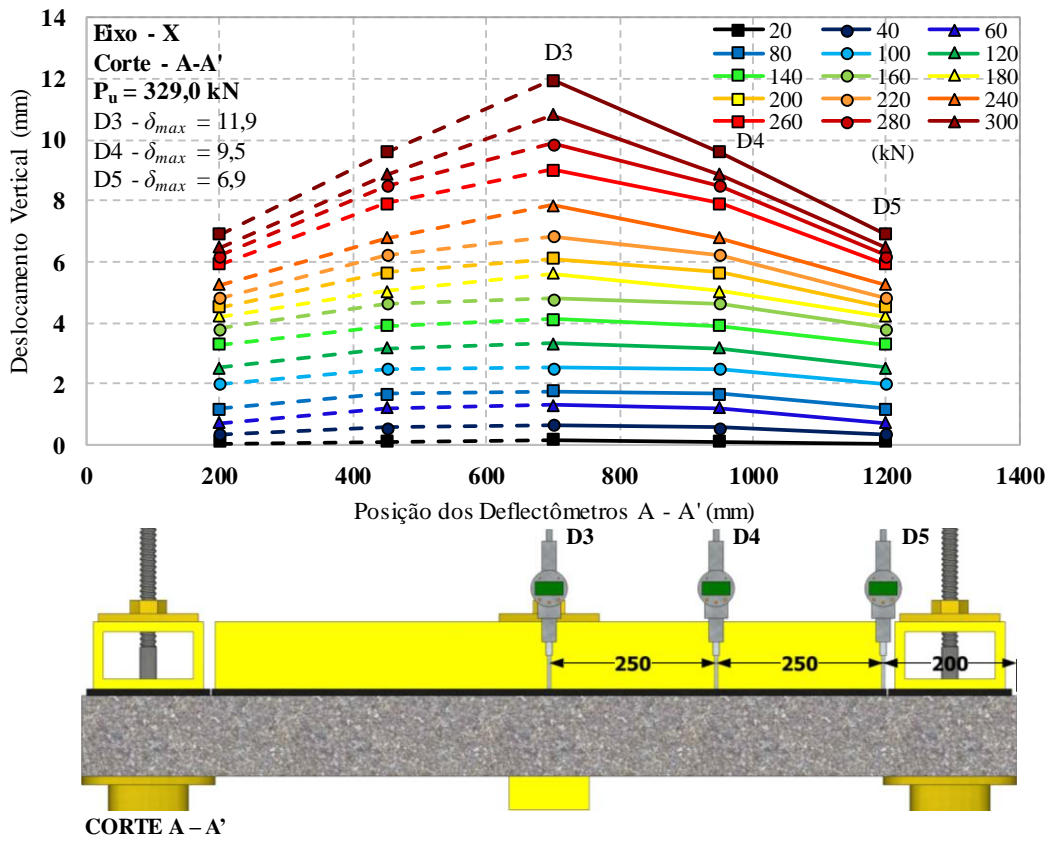 Eixo - X
Corte - A-A'
Pu = 329,0 kN
D3 - δmax = 11,9
D4 - δmax = 9,5
D5 - δmax = 6,9
D3
D4
D5
20 40 60
80 100 120
140 160 180
200 220 240
260 280 300
(kN)
Deslocamento Vertical (mm)
14
12
10
8
6
4
2
0
0 200 400 600 800 1000 1200 1400
Posição dos Deflectômetros A - A' (mm)
D3 D4 D5
250 250 200
CORTE A – A’